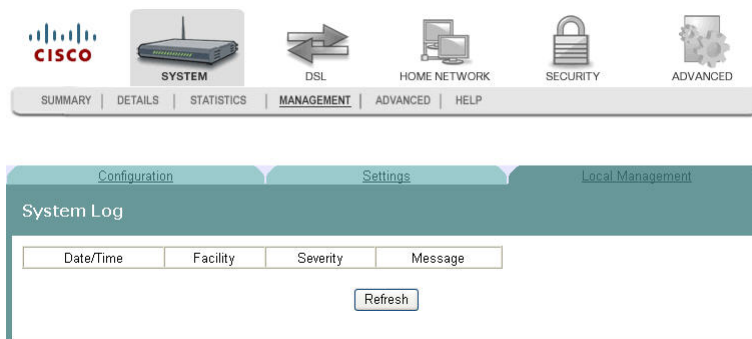 CISCO
SYSTEM DSL HOME NETWORK SECURITY ADVANCED
SUMMARY | DETAILS | STATISTICS | MANAGEMENT | ADVANCED | HELP
Configuration Settings Local Management
System Log
Date/Time Facility Severity Message
Refresh